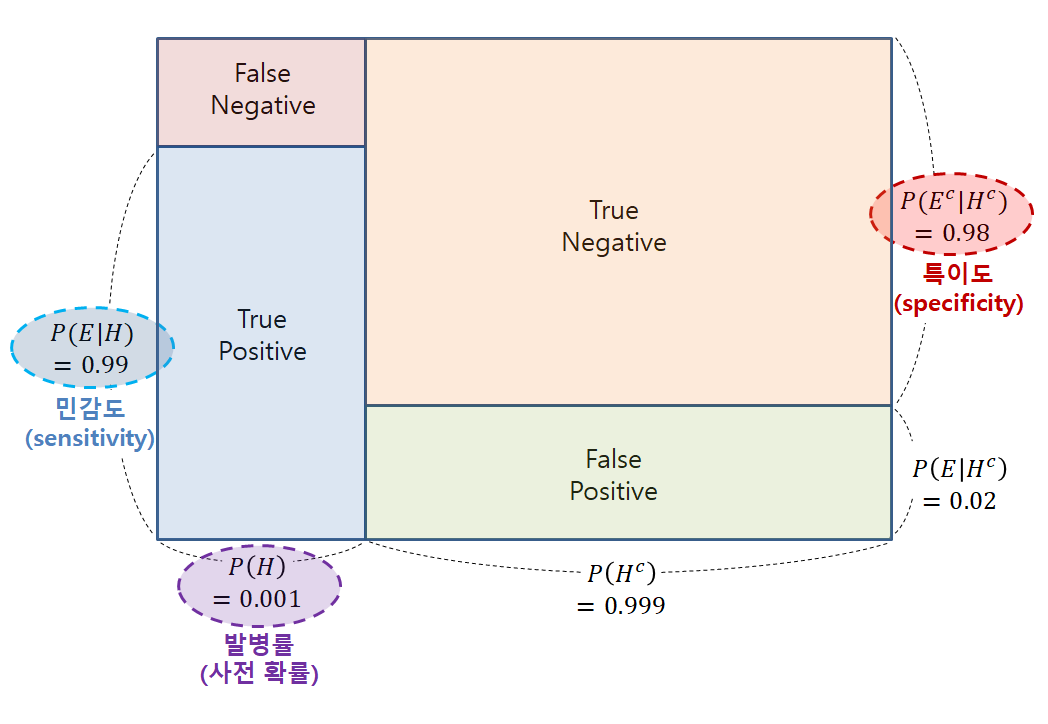 False
Negative
True
Negative
P(E^c|H^c)
= 0.98
특이도
(specificity)
True
Positive
P(E|H)
= 0.99
민감도
(sensitivity)
False
Positive
P(E|H^c)
= 0.02
P(H)
= 0.001
발병률
(사전 확률)
P(H^c)
= 0.999